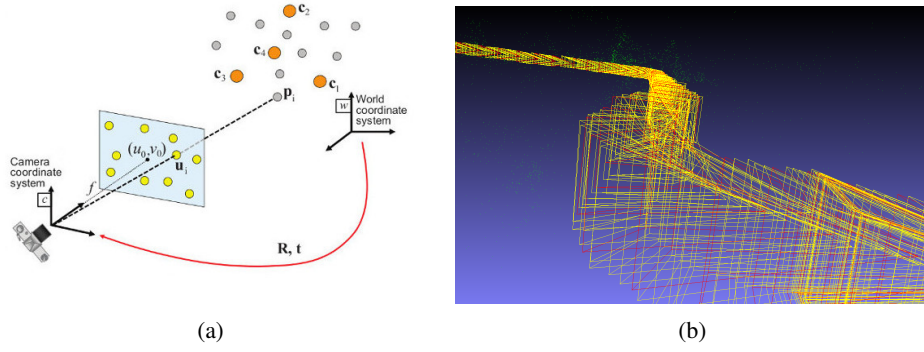 c₂
c₄
c₃
c₁
pᵢ
w
World
coordinate
system
(u₀,v₀)
uᵢ
Camera
coordinate
system
f
c
R, t
(a)
(b)